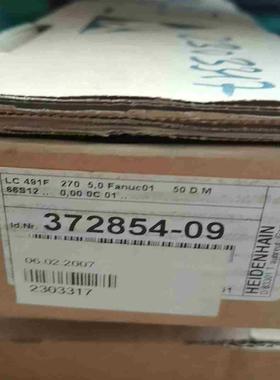 LC 491F 270 5,0 Fanuc01 50 D M
66S12 .. 0,00 0C 01 ..
Id.Nr. 372854-09
06.02.2007
2303317
HEIDENHAIN